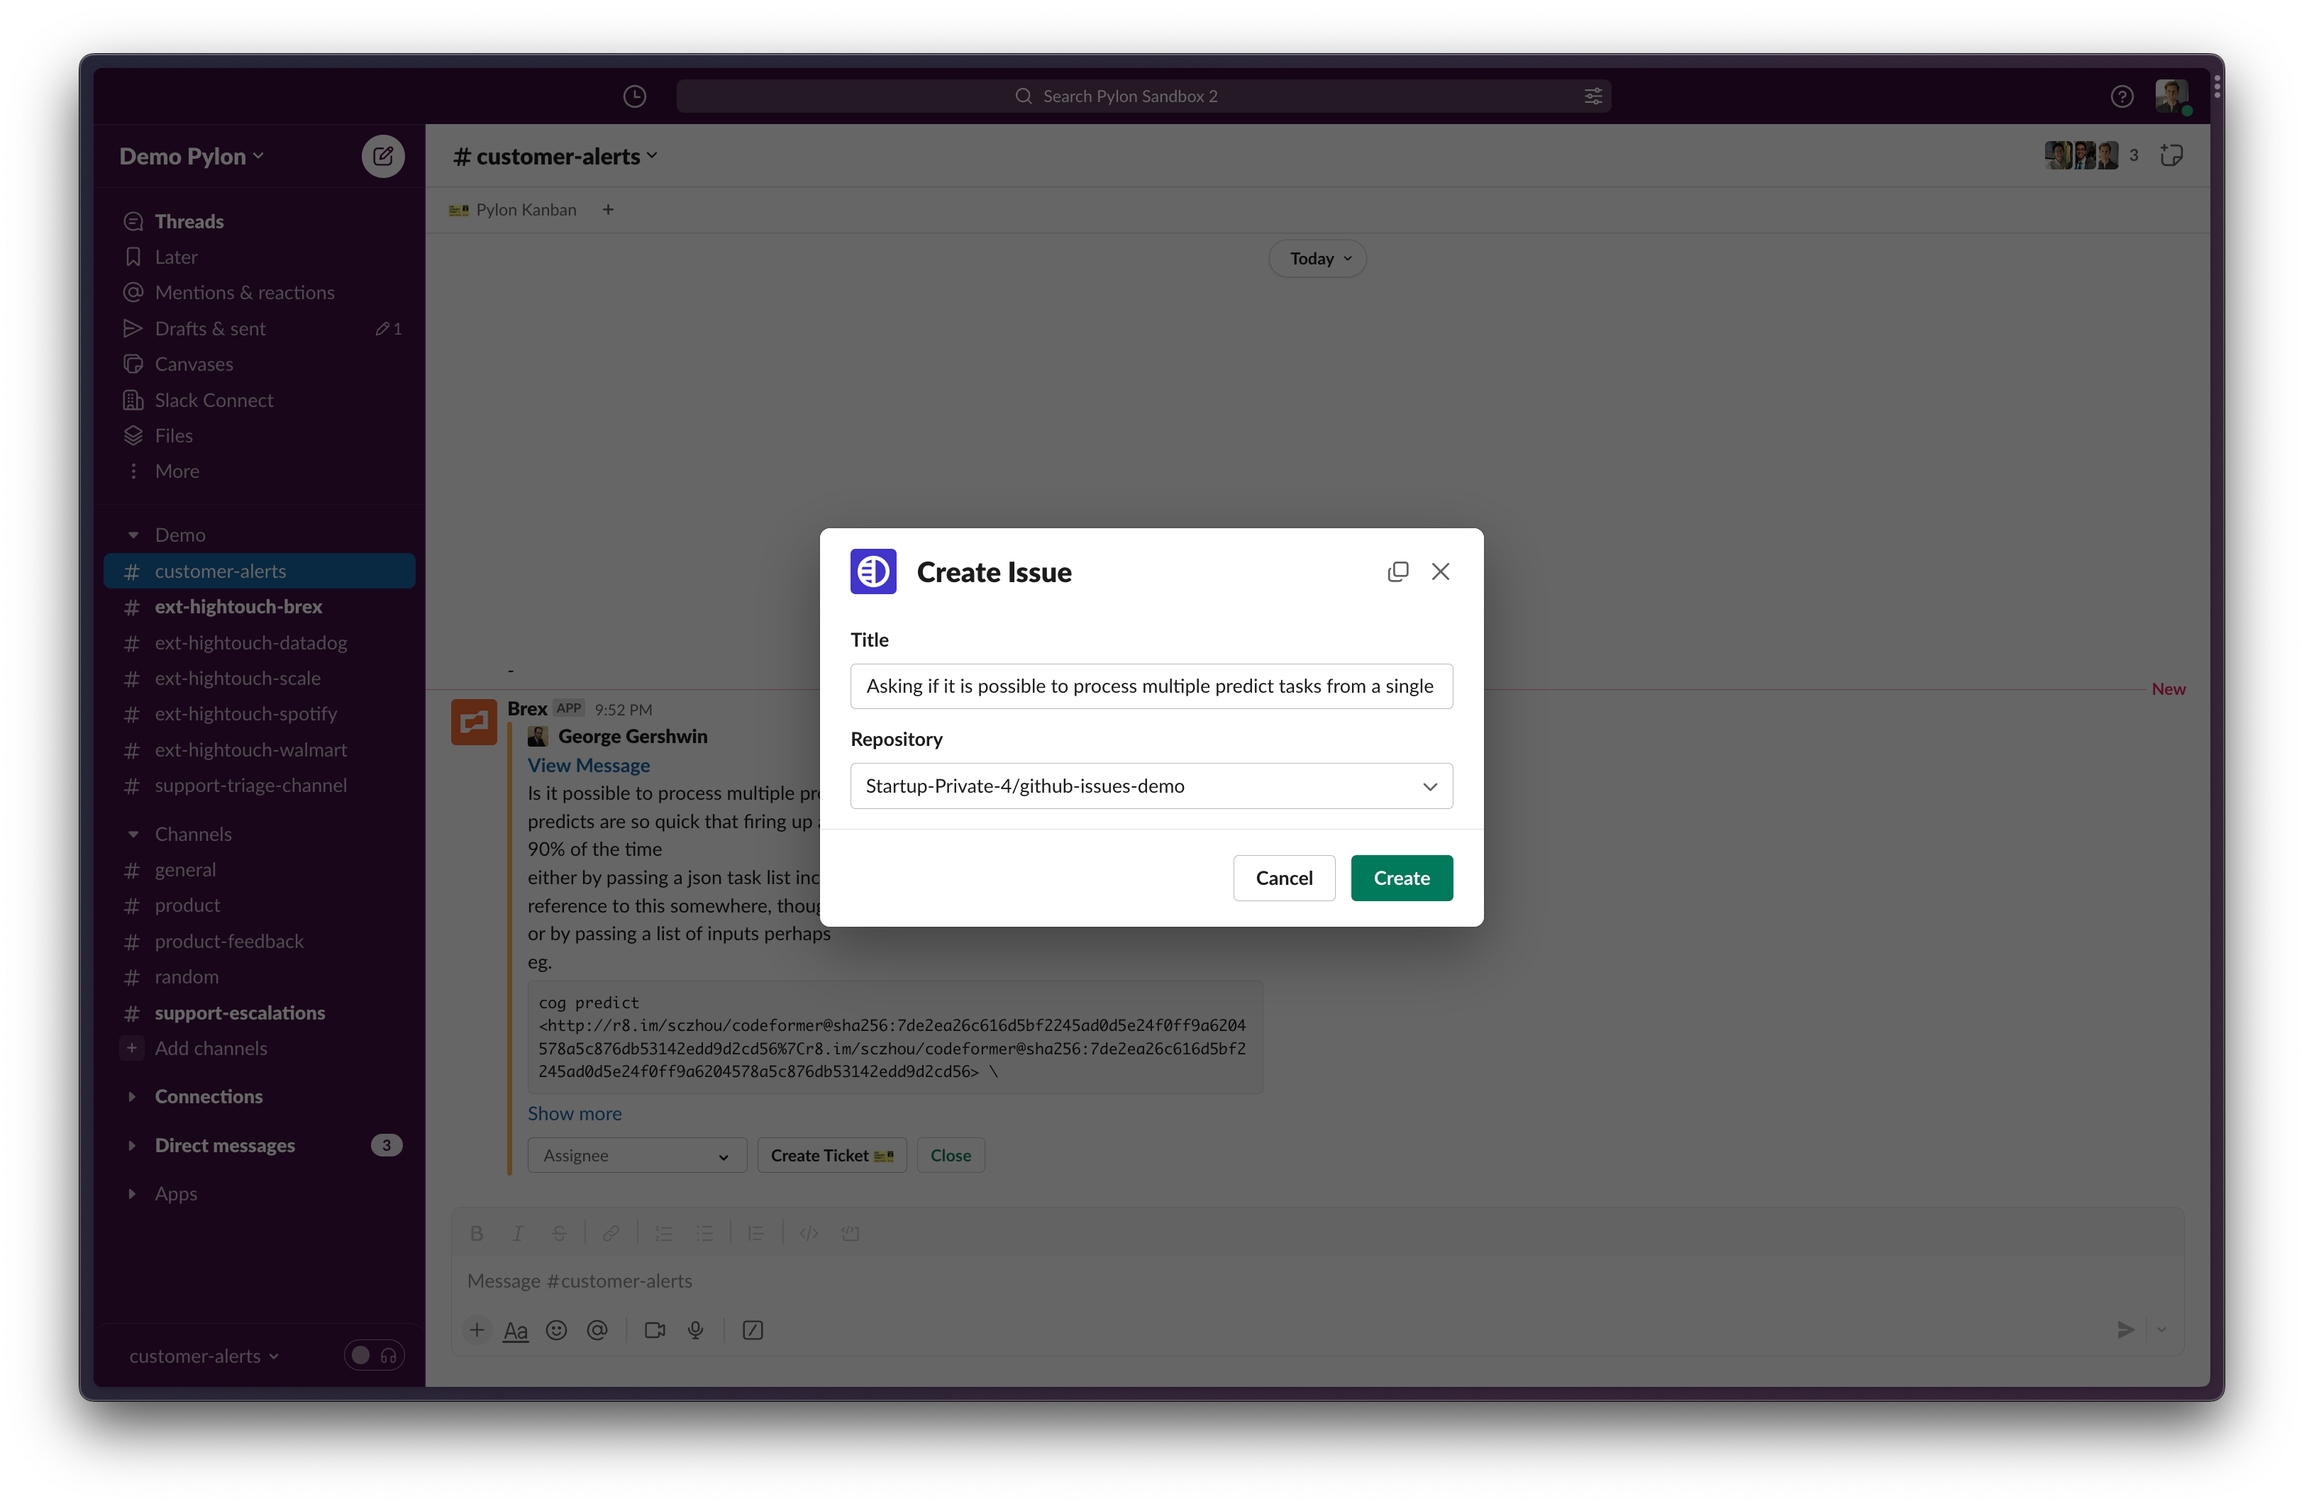 Search Pylon Sandbox 2
Demo Pylon
Threads
Later
Mentions & reactions
Drafts & sent 1
Canvases
Slack Connect
Files
More
Demo
# customer-alerts
# ext-hightouch-brex
# ext-hightouch-datadog
# ext-hightouch-scale
# ext-hightouch-spotify
# ext-hightouch-walmart
# support-triage-channel
Channels
# general
# product
# product-feedback
# random
# support-escalations
+ Add channels
Connections
Direct messages 3
Apps
customer-alerts
# customer-alerts
3
Pylon Kanban +
Today
-
New
Brex APP 9:52 PM
George Gershwin
View Message
Is it possible to process multiple
predicts are so quick that firing up
90% of the time
either by passing a json task list
reference to this somewhere,
or by passing a list of inputs perhaps
eg.
cog predict
<http://r8.im/sczhou/codeformer@sha256:7de2ea26c616d5bf2245ad0d5e24f0ff9a6204
578a5c876db53142edd9d2cd56%7Cr8.im/sczhou/codeformer@sha256:7de2ea26c616d5bf2
245ad0d5e24f0ff9a6204578a5c876db53142edd9d2cd56> \
Show more
Assignee
Create Ticket
Close
Create Issue
Title
Asking if it is possible to process multiple predict tasks from a single
Repository
Startup-Private-4/github-issues-demo
Cancel
Create
B I S
Message #customer-alerts
+ Aa @